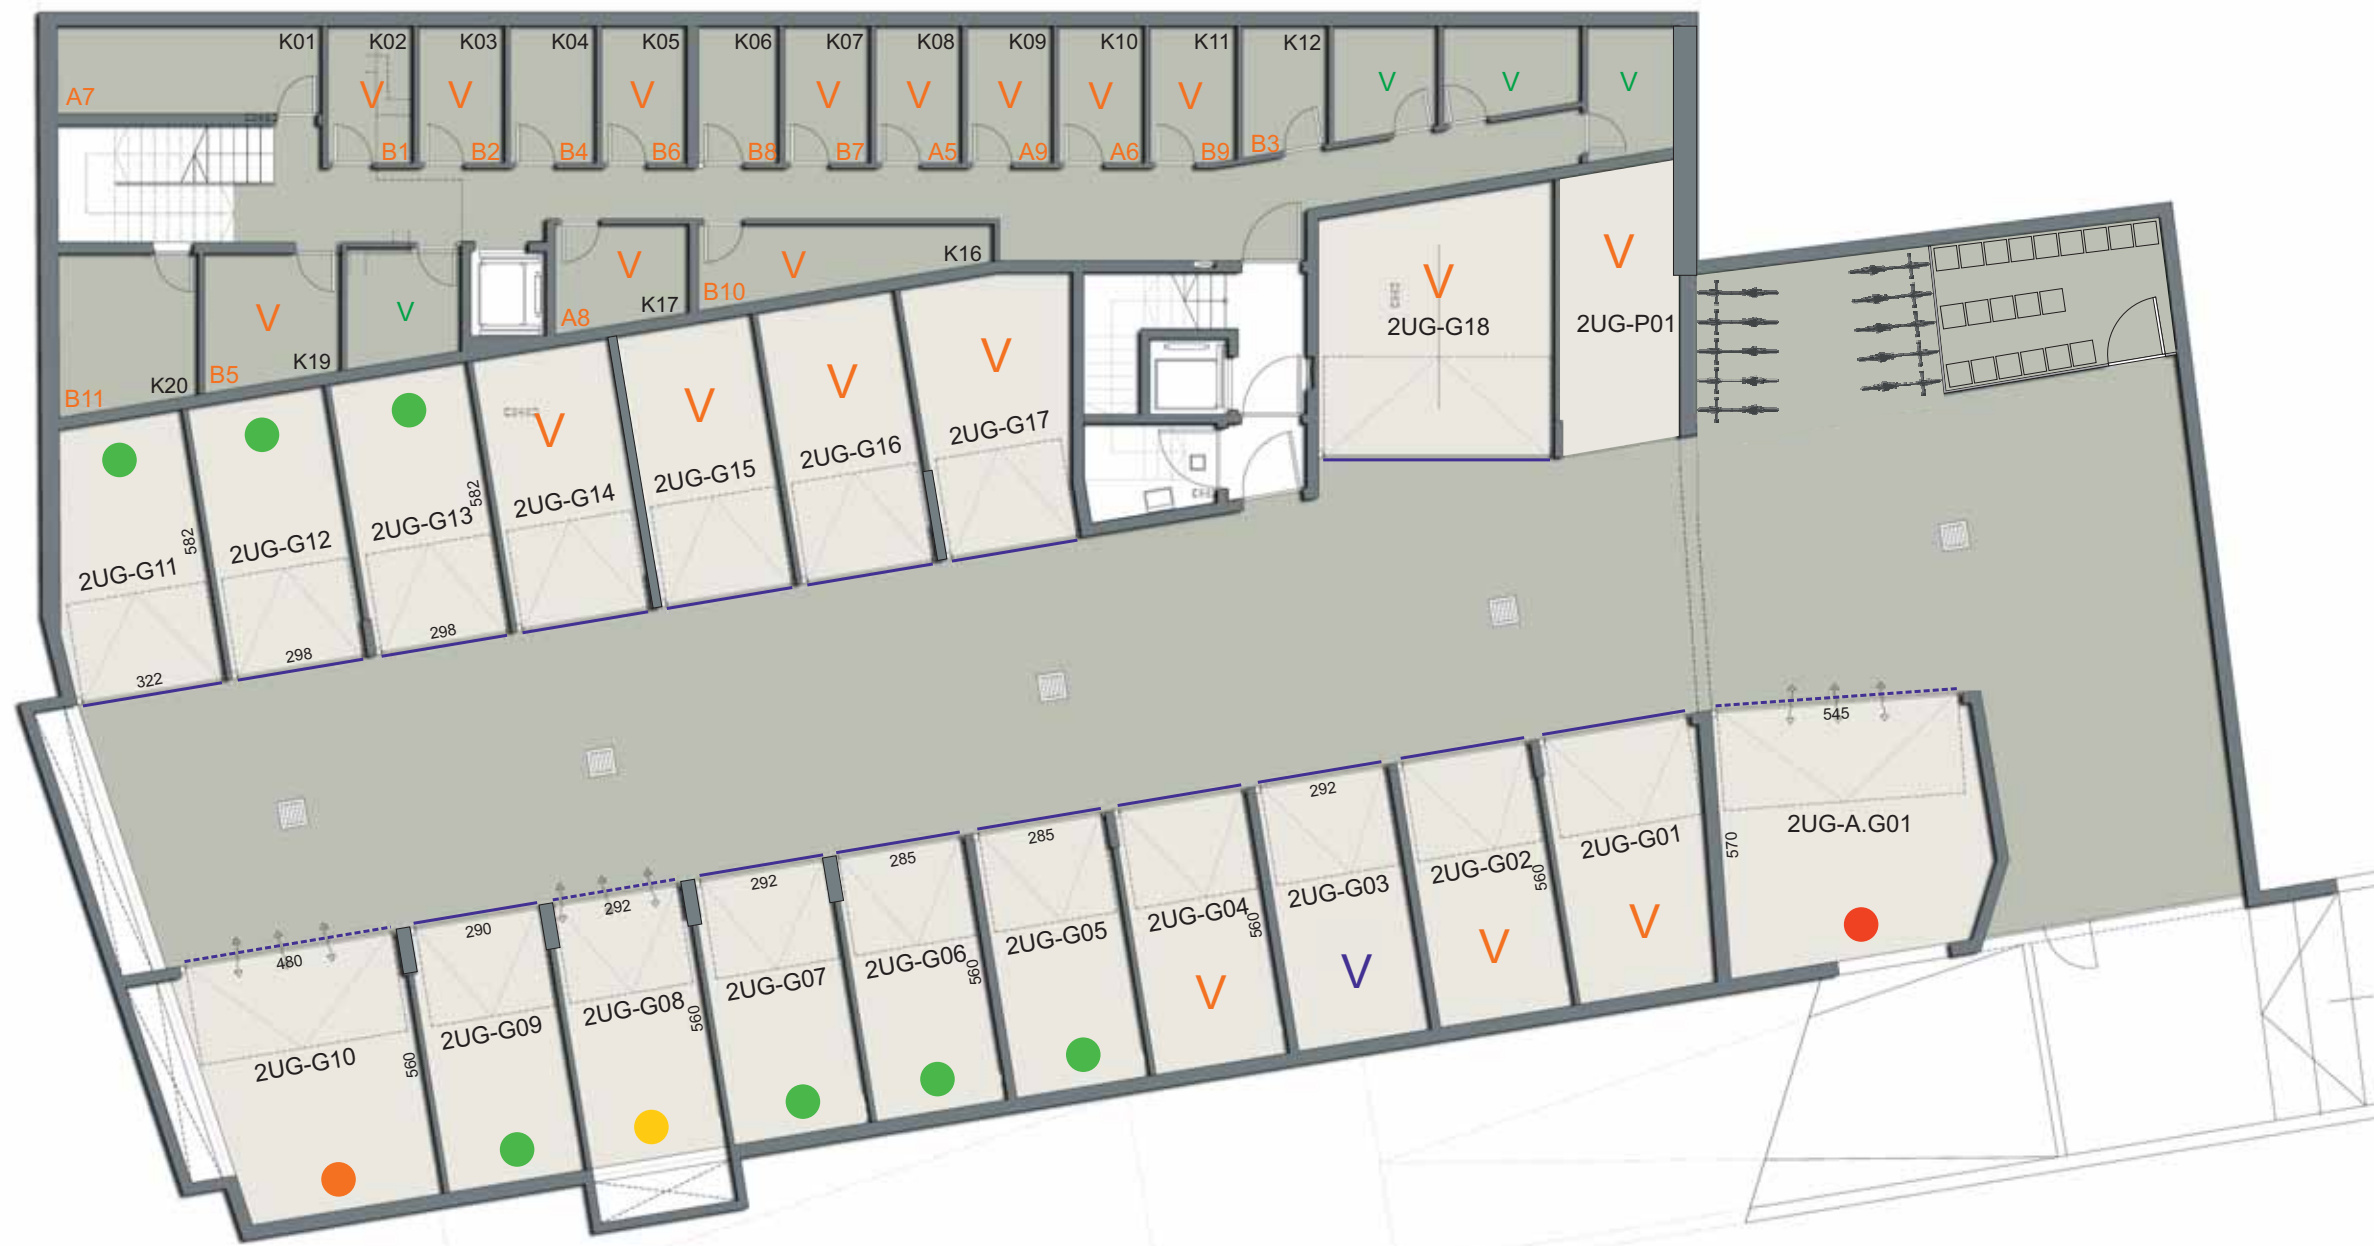 K01
K02
K03
K04
K05
K06
K07
K08
K09
K10
K11
K12
A7
V
V
V
V
V
V
V
V
V
V
V
B1
B2
B4
B6
B8
B7
A5
A9
A6
B9
B3
V
V
K16
V
V
V
V
B10
K17
A8
V
2UG-G18
2UG-P01
K19
B5
K20
B11
V
V
V
V
2UG-G17
2UG-G16
2UG-G15
2UG-G14
2UG-G13
2UG-G12
2UG-G11
582
582
298
298
322
545
2UG-A.G01
570
2UG-G01
V
2UG-G02
560
V
292
2UG-G03
V
2UG-G04
560
V
285
2UG-G05
285
2UG-G06
560
292
2UG-G07
292
2UG-G08
560
290
2UG-G09
480
2UG-G10
560